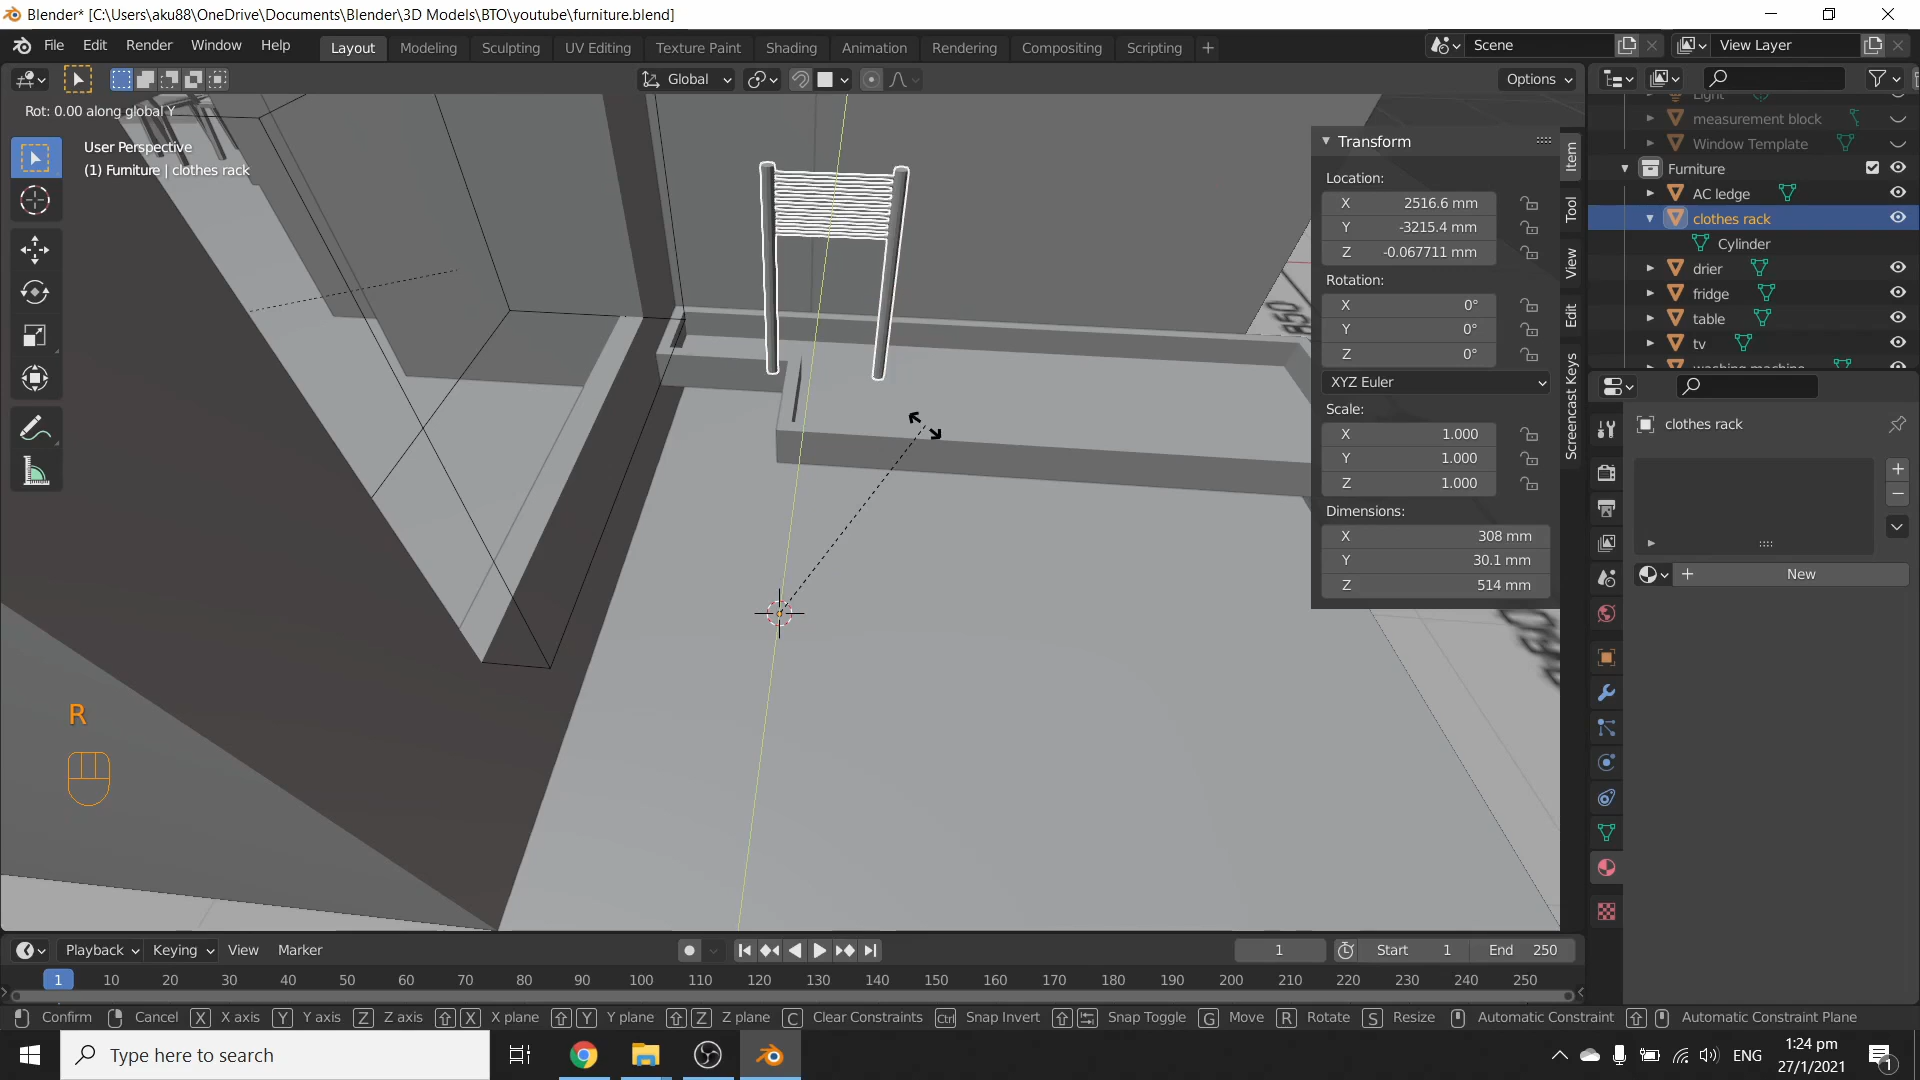 Blender* [C:\Users\aku88\OneDrive\Documents\Blender\3D Models\BTO\youtube\furniture.blend]
File Edit Render Window Help Layout Modeling Sculpting UV Editing Texture Paint Shading Animation Rendering Compositing Scripting + Scene View Layer
Global Options
Rot: 0.00 along global Y
User Perspective
(1) Furniture | clothes rack
Transform
Location:
X 2516.6 mm
Y -3215.4 mm
Z -0.067711 mm
Rotation:
X 0°
Y 0°
Z 0°
XYZ Euler
Scale:
X 1.000
Y 1.000
Z 1.000
Dimensions:
X 308 mm
Y 30.1 mm
Z 514 mm
Item
Tool
View
Edit
Screencast Keys
Light
measurement block
Window Template
Furniture
AC ledge
clothes rack
Cylinder
drier
fridge
table
tv
washing machine
clothes rack
New
R
Playback Keying View Marker 1 Start 1 End 250
1 10 20 30 40 50 60 70 80 90 100 110 120 130 140 150 160 170 180 190 200 210 220 230 240 250
Confirm Cancel X X axis Y Y axis Z Z axis X X plane Y Y plane Z Z plane C Clear Constraints Ctrl Snap Invert Snap Toggle G Move R Rotate S Resize Automatic Constraint Automatic Constraint Plane
Type here to search
ENG
1:24 pm
27/1/2021
1